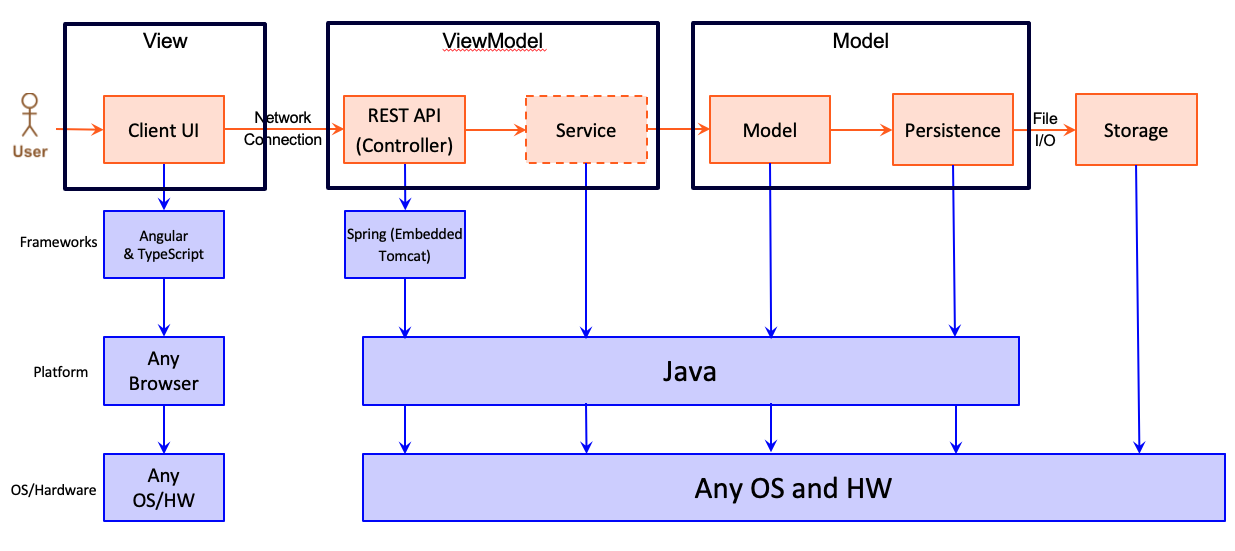 View
ViewModel
Model
User
Client UI
Network
Connection
REST API
(Controller)
Service
Model
Persistence
File
I/O
Storage
Frameworks
Angular
& TypeScript
Spring (Embedded
Tomcat)
Platform
Any
Browser
Java
OS/Hardware
Any
OS/HW
Any OS and HW